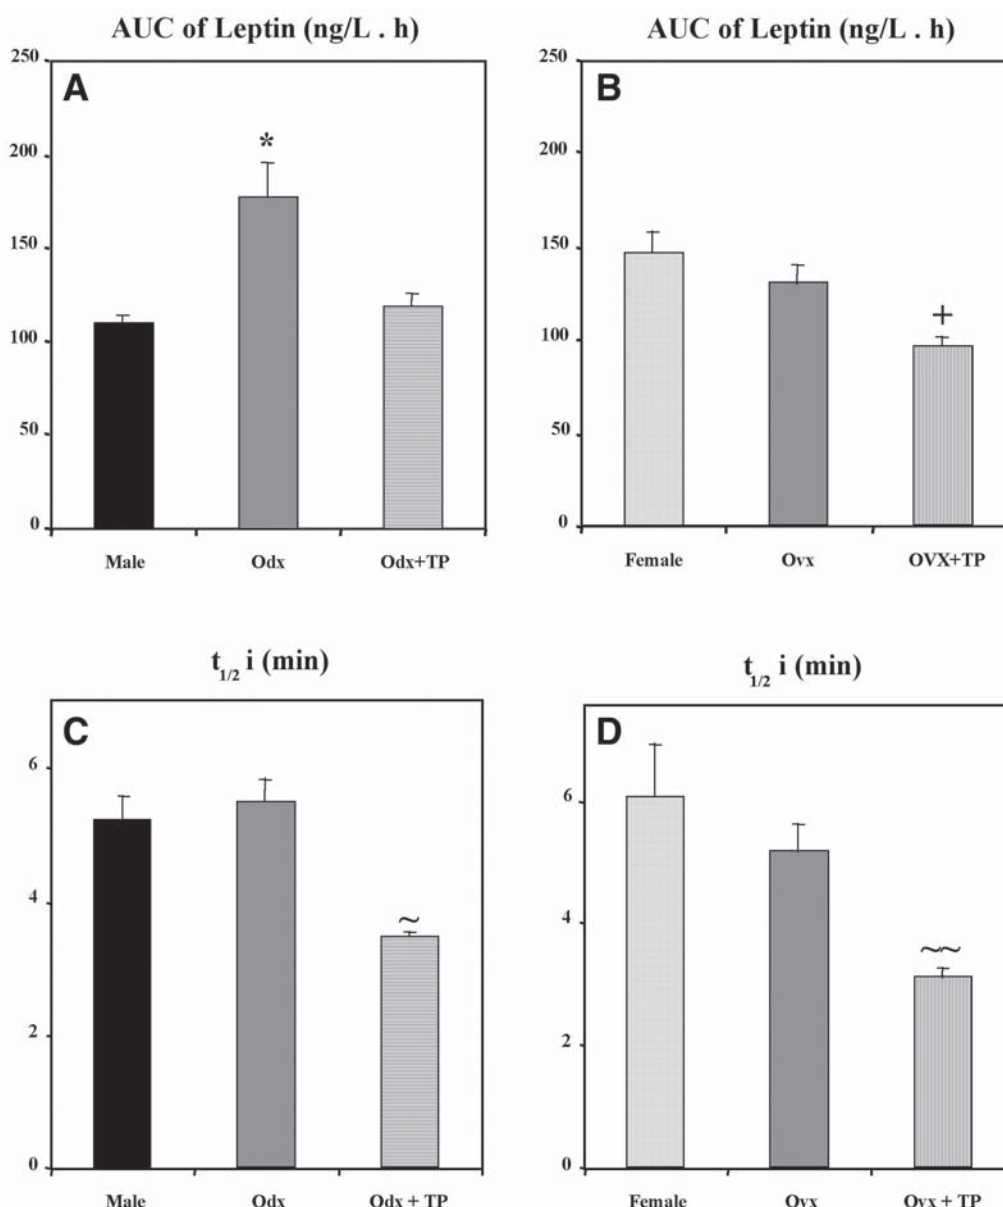 AUC of Leptin (ng/L . h)
A
250
200
150
100
50
0
*
Male Odx Odx+TP
AUC of Leptin (ng/L . h)
B
250
200
150
100
50
0
+
Female Ovx OVX+TP
t1/2 i (min)
C
6
4
2
0
~
Male Odx Odx + TP
t1/2 i (min)
D
6
4
2
0
~~
Female Ovx Ovx + TP